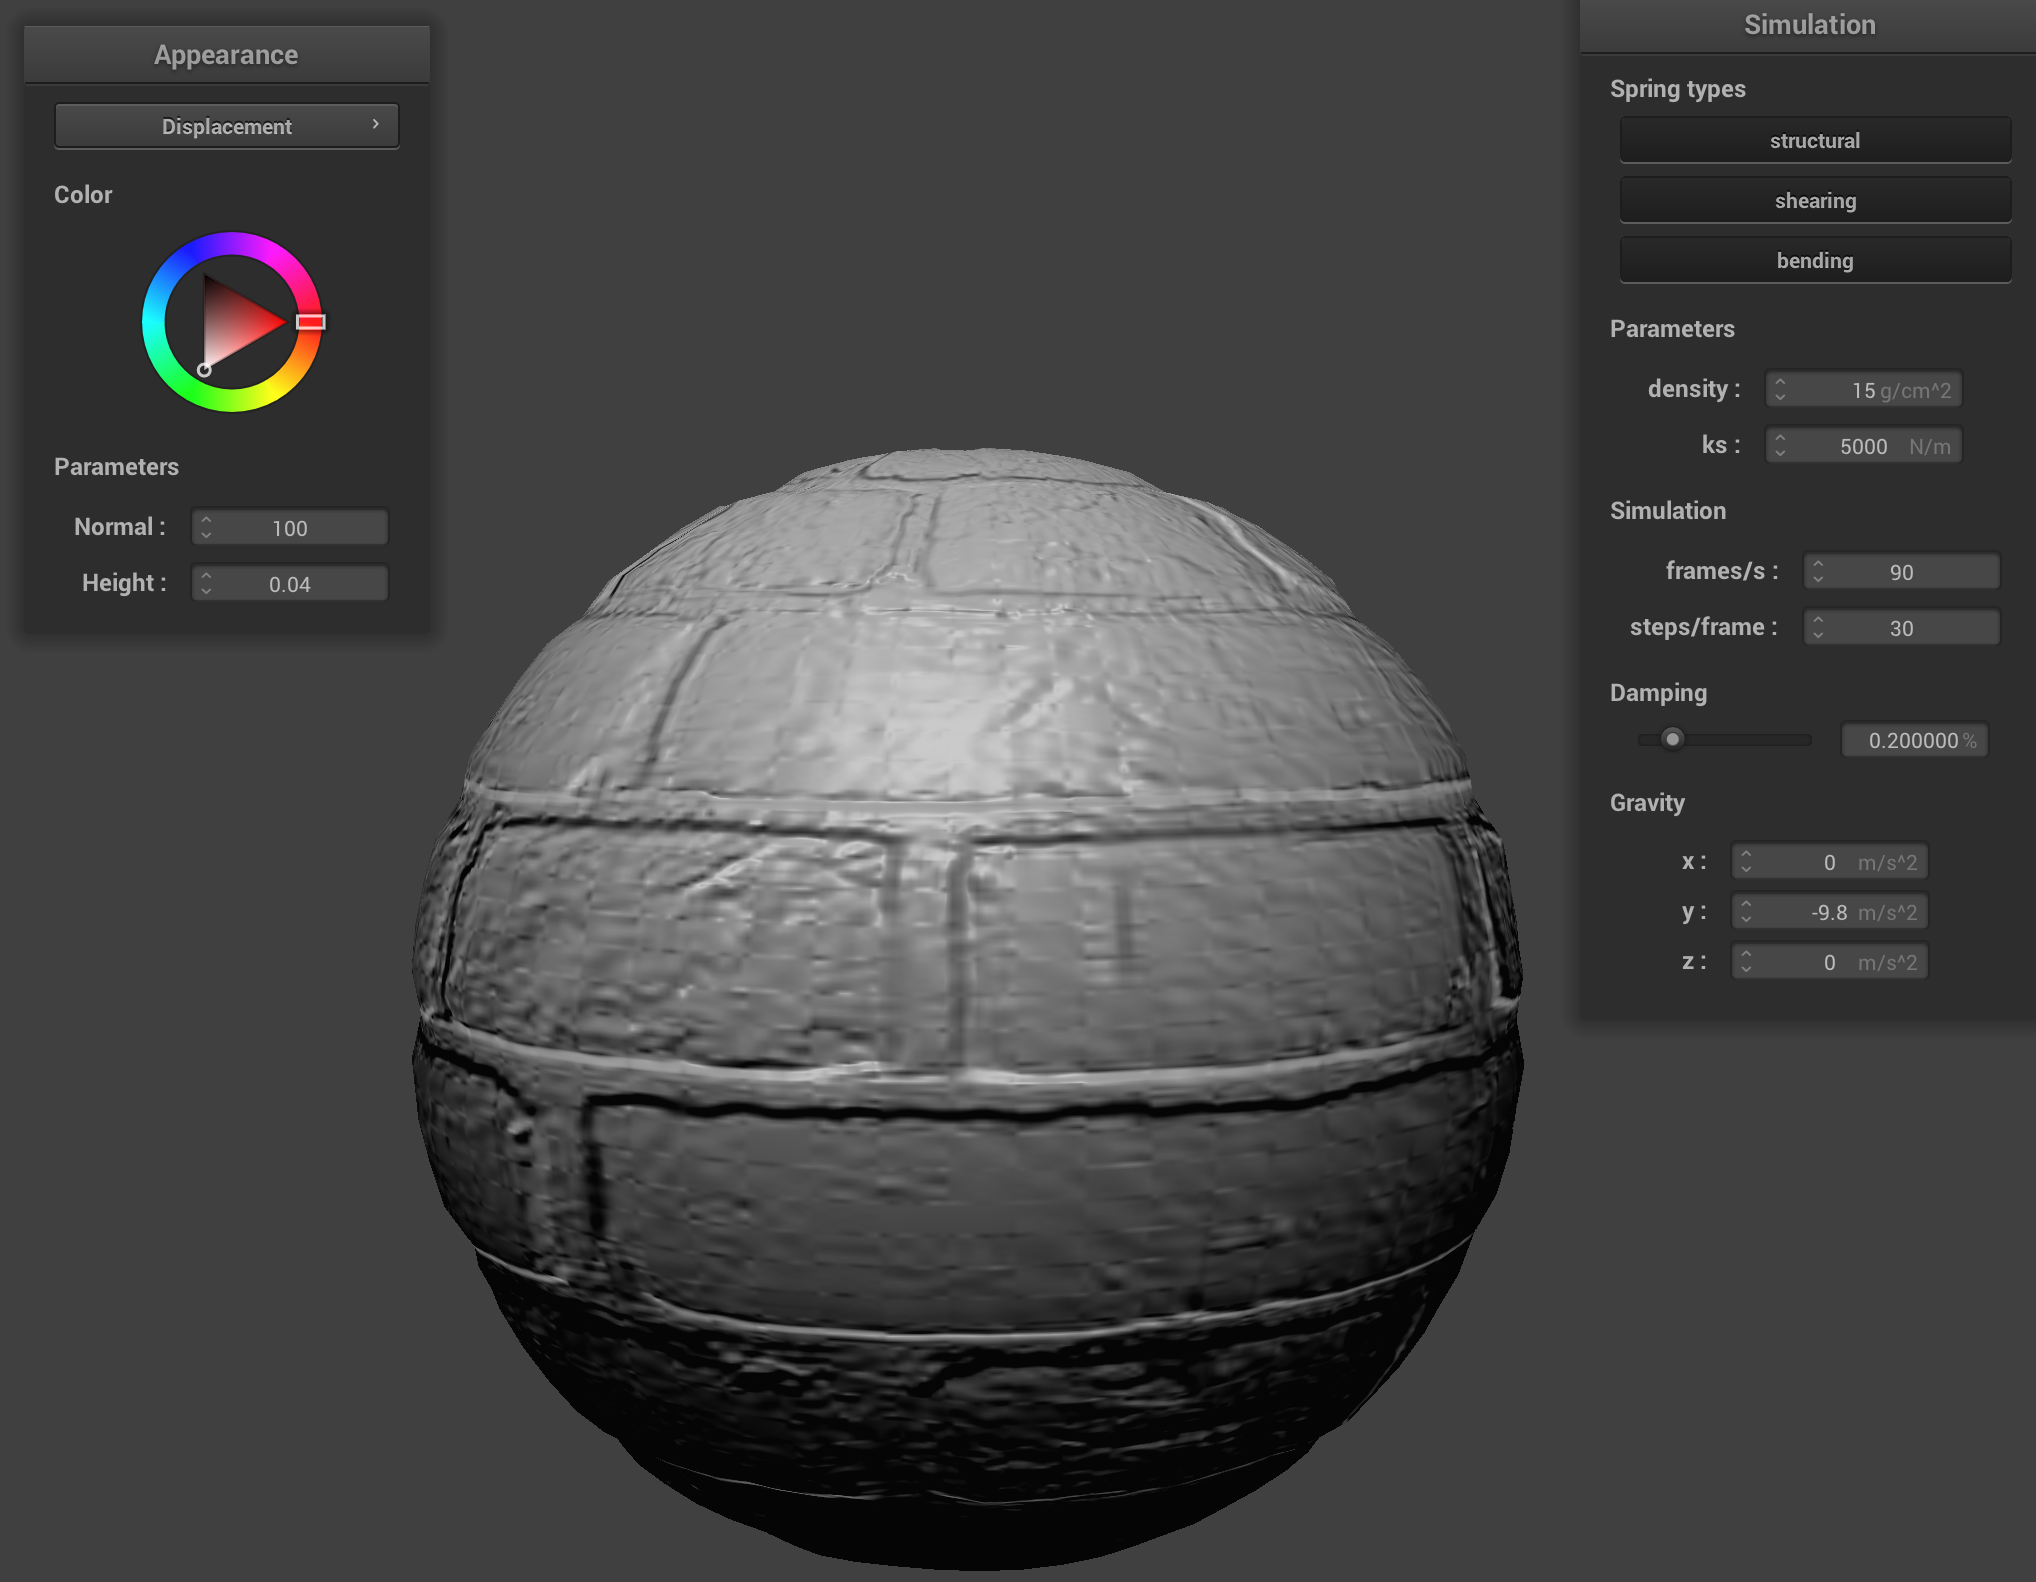 Appearance
Displacement
Color
Parameters
Normal : 100
Height : 0.04
Simulation
Spring types
structural
shearing
bending
Parameters
density : 15 g/cm^2
ks : 5000 N/m
Simulation
frames/s : 90
steps/frame : 30
Damping
0.200000 %
Gravity
x : 0 m/s^2
y : -9.8 m/s^2
z : 0 m/s^2